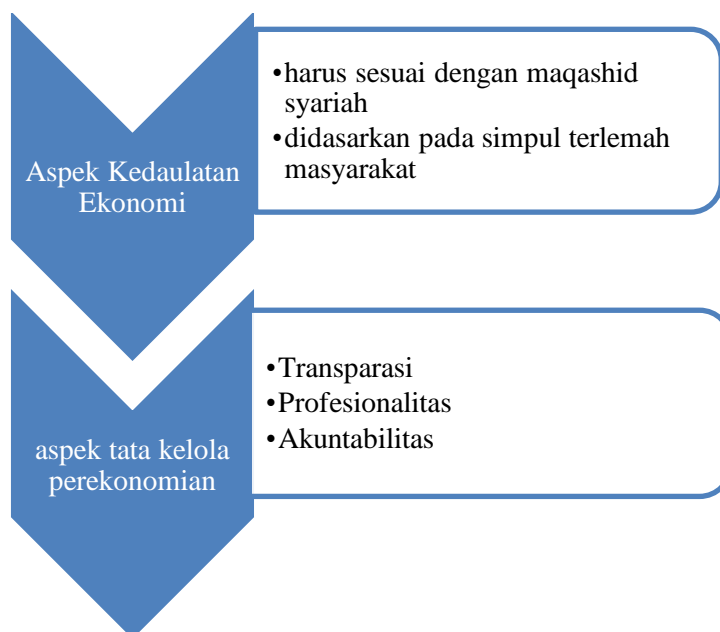 Aspek Kedaulatan
Ekonomi
•harus sesuai dengan maqashid
syariah
•didasarkan pada simpul terlemah
masyarakat
aspek tata kelola
perekonomian
•Transparasi
•Profesionalitas
•Akuntabilitas